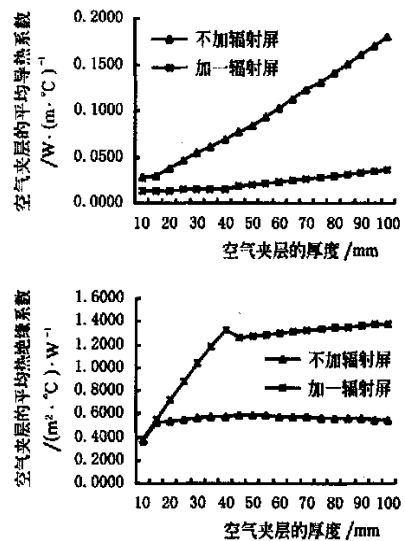 空气夹层的平均导热系数
/W·(m·℃)⁻¹
0.2000
0.1500
0.1000
0.0500
0.0000
不加辐射屏
加一辐射屏
10 20 30 40 50 60 70 80 90 100
空气夹层的厚度/mm
空气夹层的平均热绝缘系数
/(m²·℃)·W⁻¹
1.6000
1.4000
1.2000
1.0000
0.8000
0.6000
0.4000
0.2000
0.0000
不加辐射屏
加一辐射屏
10 20 30 40 50 60 70 80 90 100
空气夹层的厚度/mm